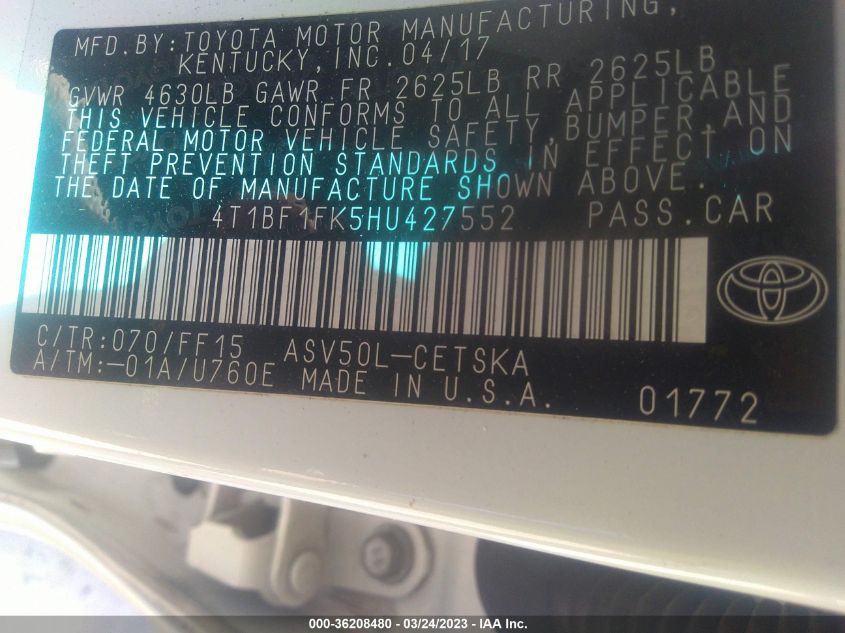 MFD. BY: TOYOTA MOTOR MANUFACTURING,
KENTUCKY, INC. 04/17
GVWR 4630LB GAWR FR 2625LB RR 2625LB
THIS VEHICLE CONFORMS TO ALL APPLICABLE
FEDERAL MOTOR VEHICLE SAFETY, BUMPER, AND
THEFT PREVENTION STANDARDS IN EFFECT ON
THE DATE OF MANUFACTURE SHOWN ABOVE.
4T1BF1FK5HU427552 PASS. CAR
C/TR: 070/FF15 ASV50L-CETSKA
A/TM: -01A/U760E MADE IN U.S.A. 01772
000-36208480 - 03/24/2023 - IAA Inc.